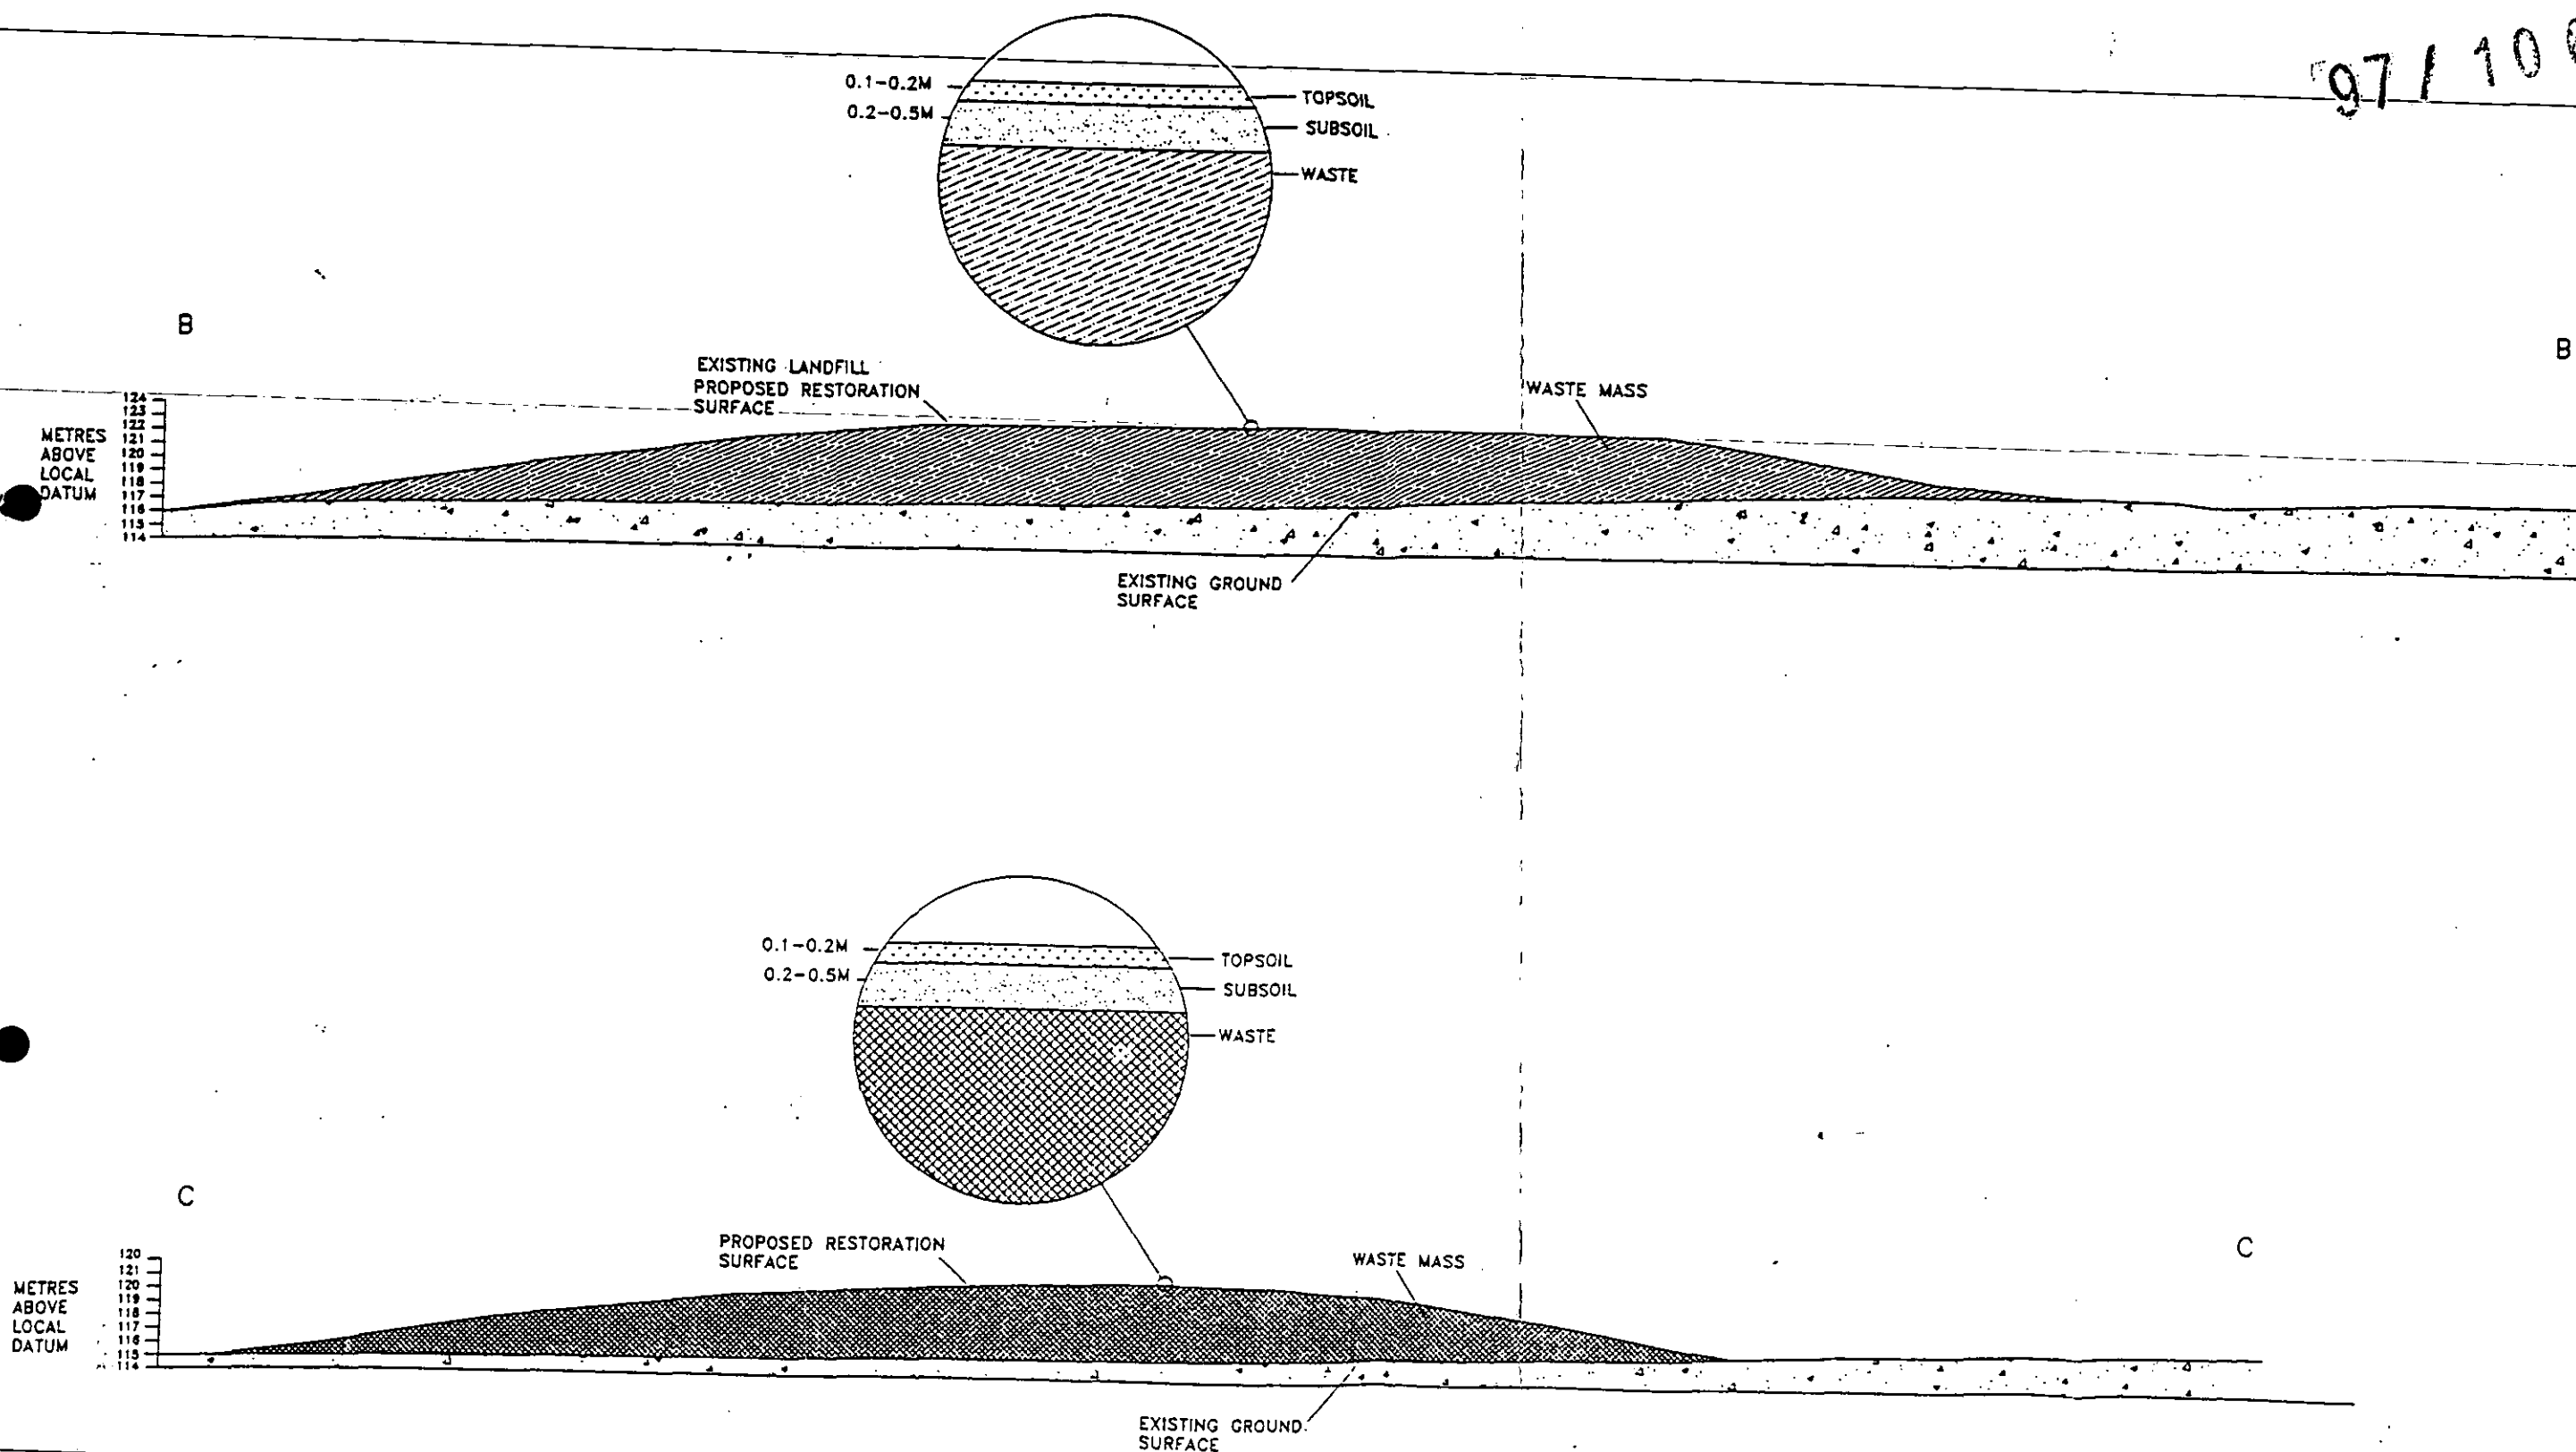 97/ 10
0.1-0.2M
TOPSOIL
0.2-0.5M
SUBSOIL
WASTE
B
B
EXISTING LANDFILL
PROPOSED RESTORATION
SURFACE
WASTE MASS
METRES
ABOVE
LOCAL
DATUM
124
123
122
121
120
119
118
117
116
115
114
EXISTING GROUND
SURFACE
0.1-0.2M
TOPSOIL
0.2-0.5M
SUBSOIL
WASTE
C
C
PROPOSED RESTORATION
SURFACE
WASTE MASS
METRES
ABOVE
LOCAL
DATUM
120
121
120
119
118
117
116
115
114
EXISTING GROUND
SURFACE